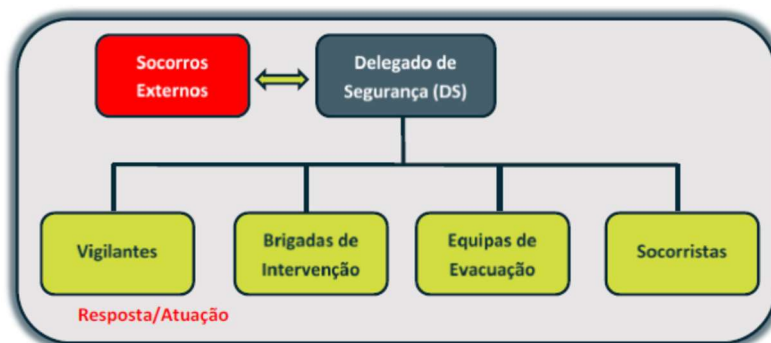 Socorros
Externos
Delegado de
Segurança (DS)
Vigilantes
Brigadas de
Intervenção
Equipas de
Evacuação
Socorristas
Resposta/Atuação